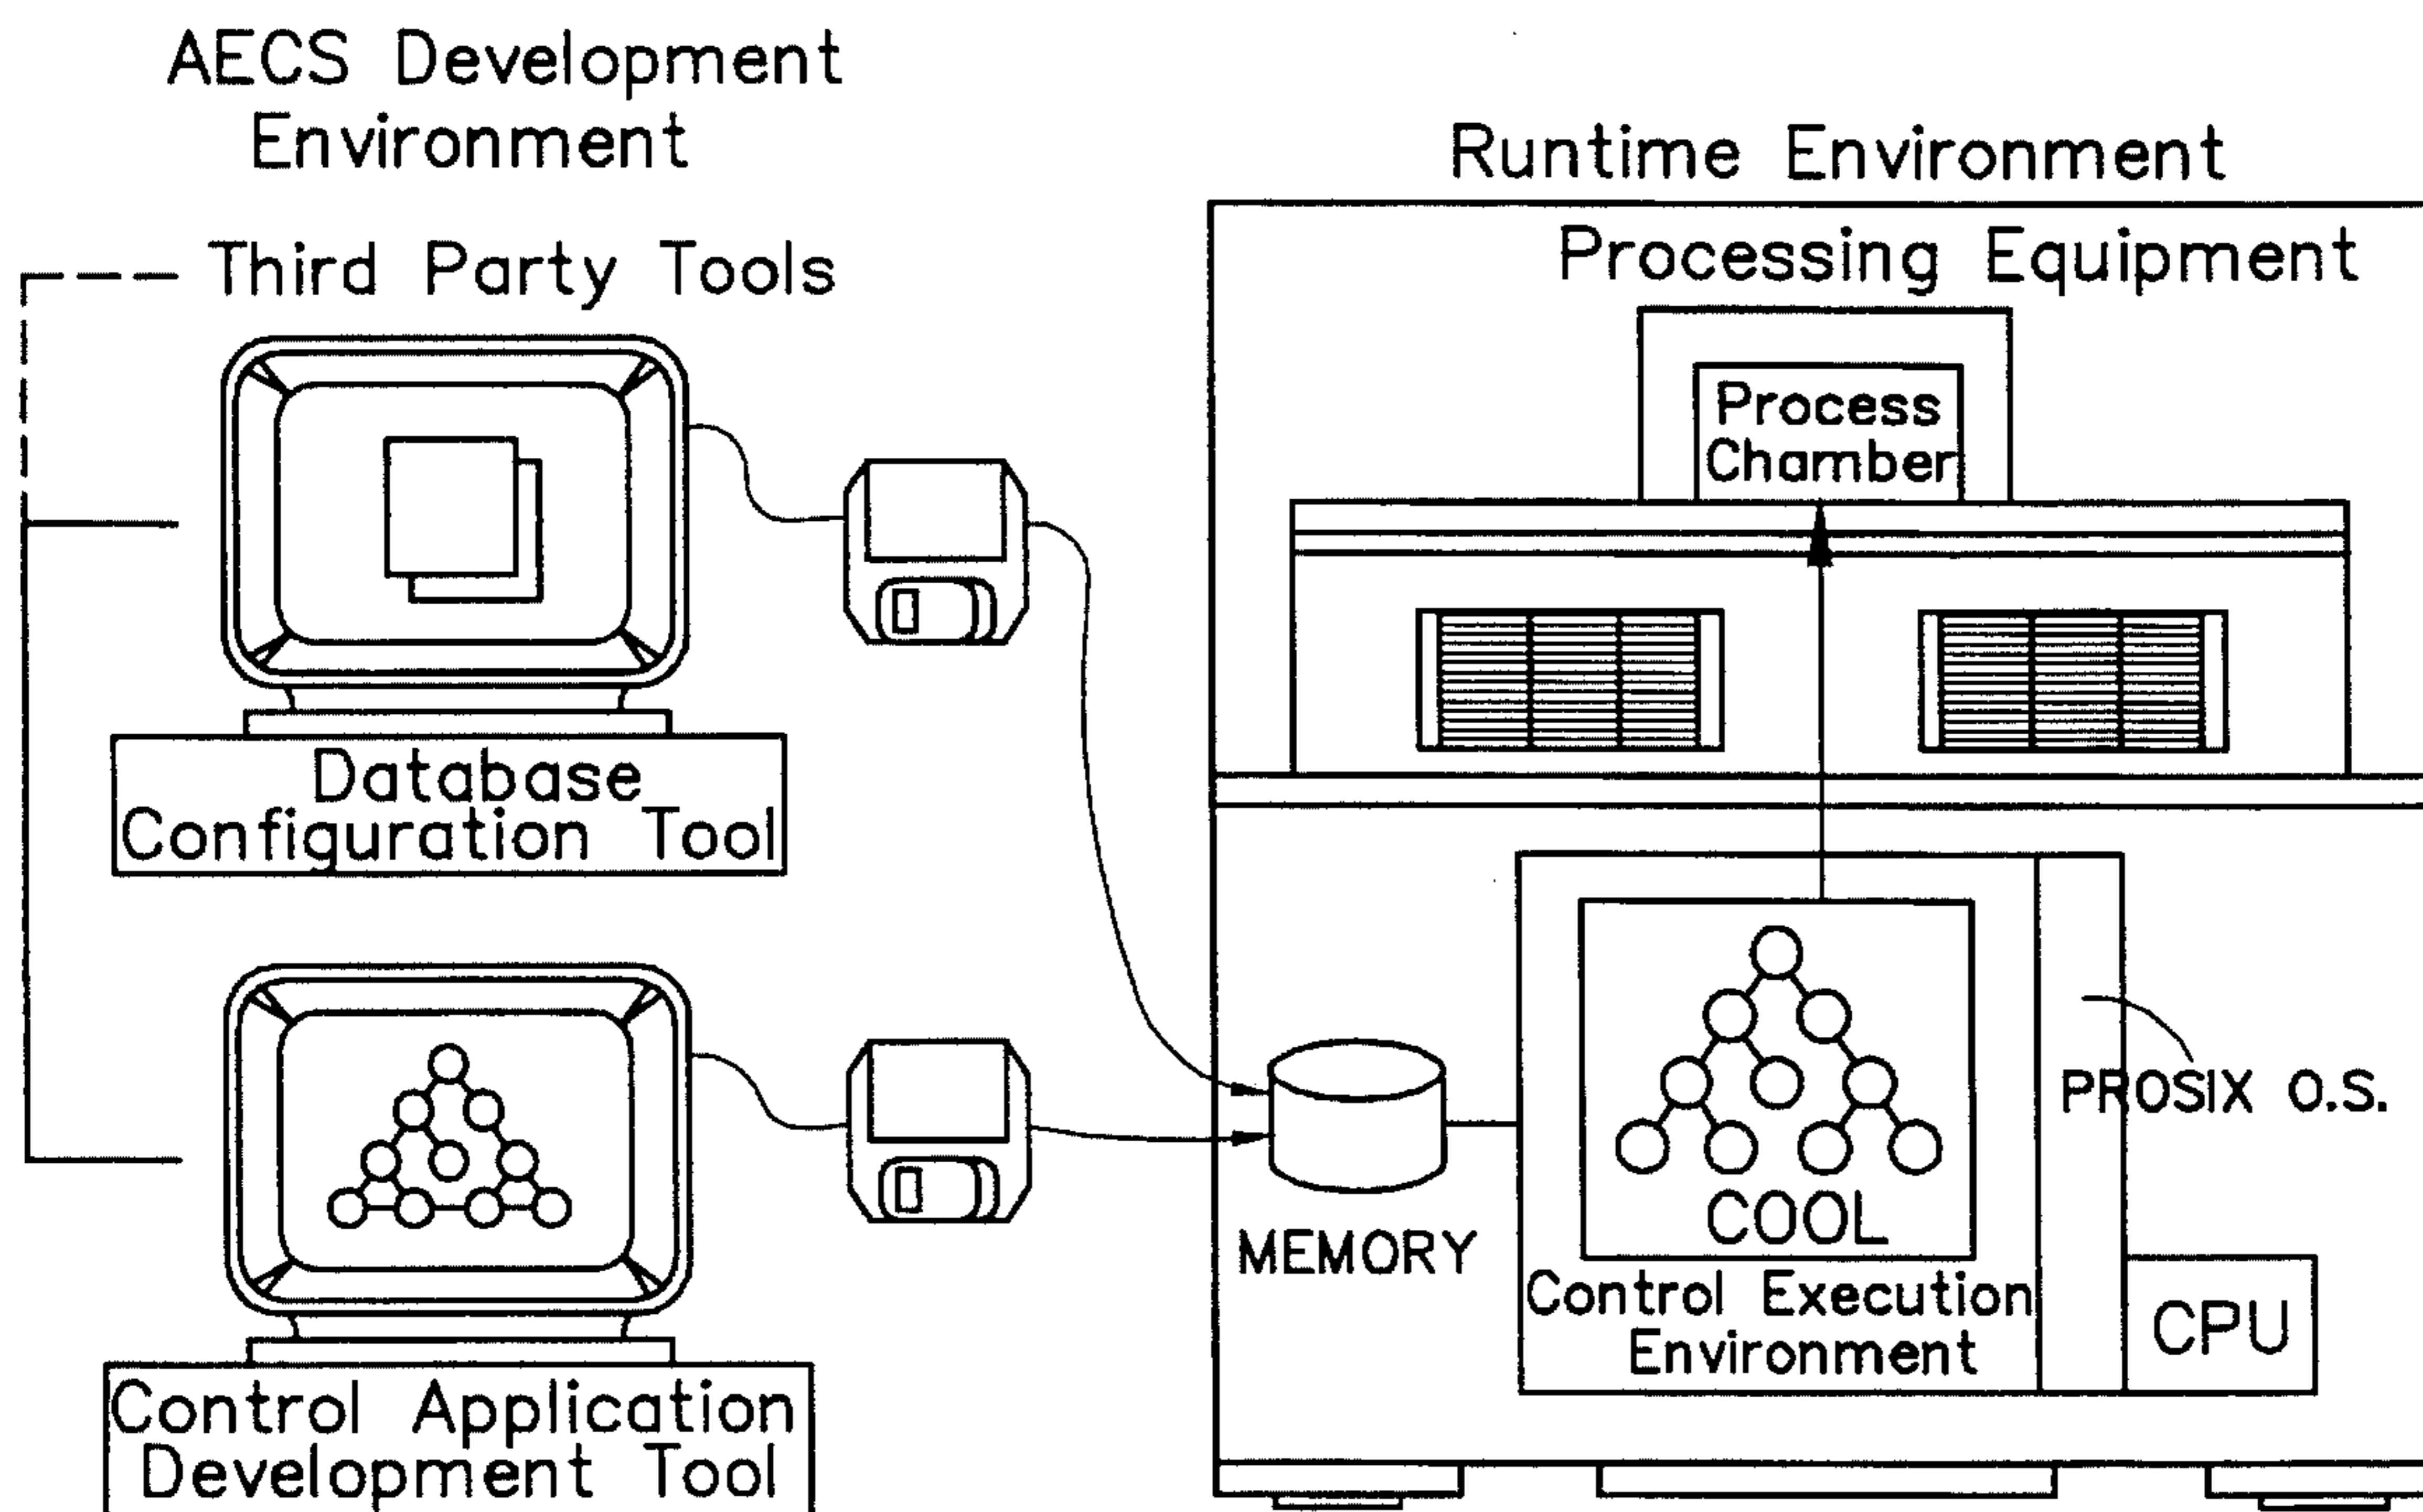 AECS Development
Environment
Third Party Tools
Database
Configuration Tool
Control Application
Development Tool
Runtime Environment
Processing Equipment
Process
Chamber
PROSIX O.S.
COOL
MEMORY
Control Execution
Environment
CPU